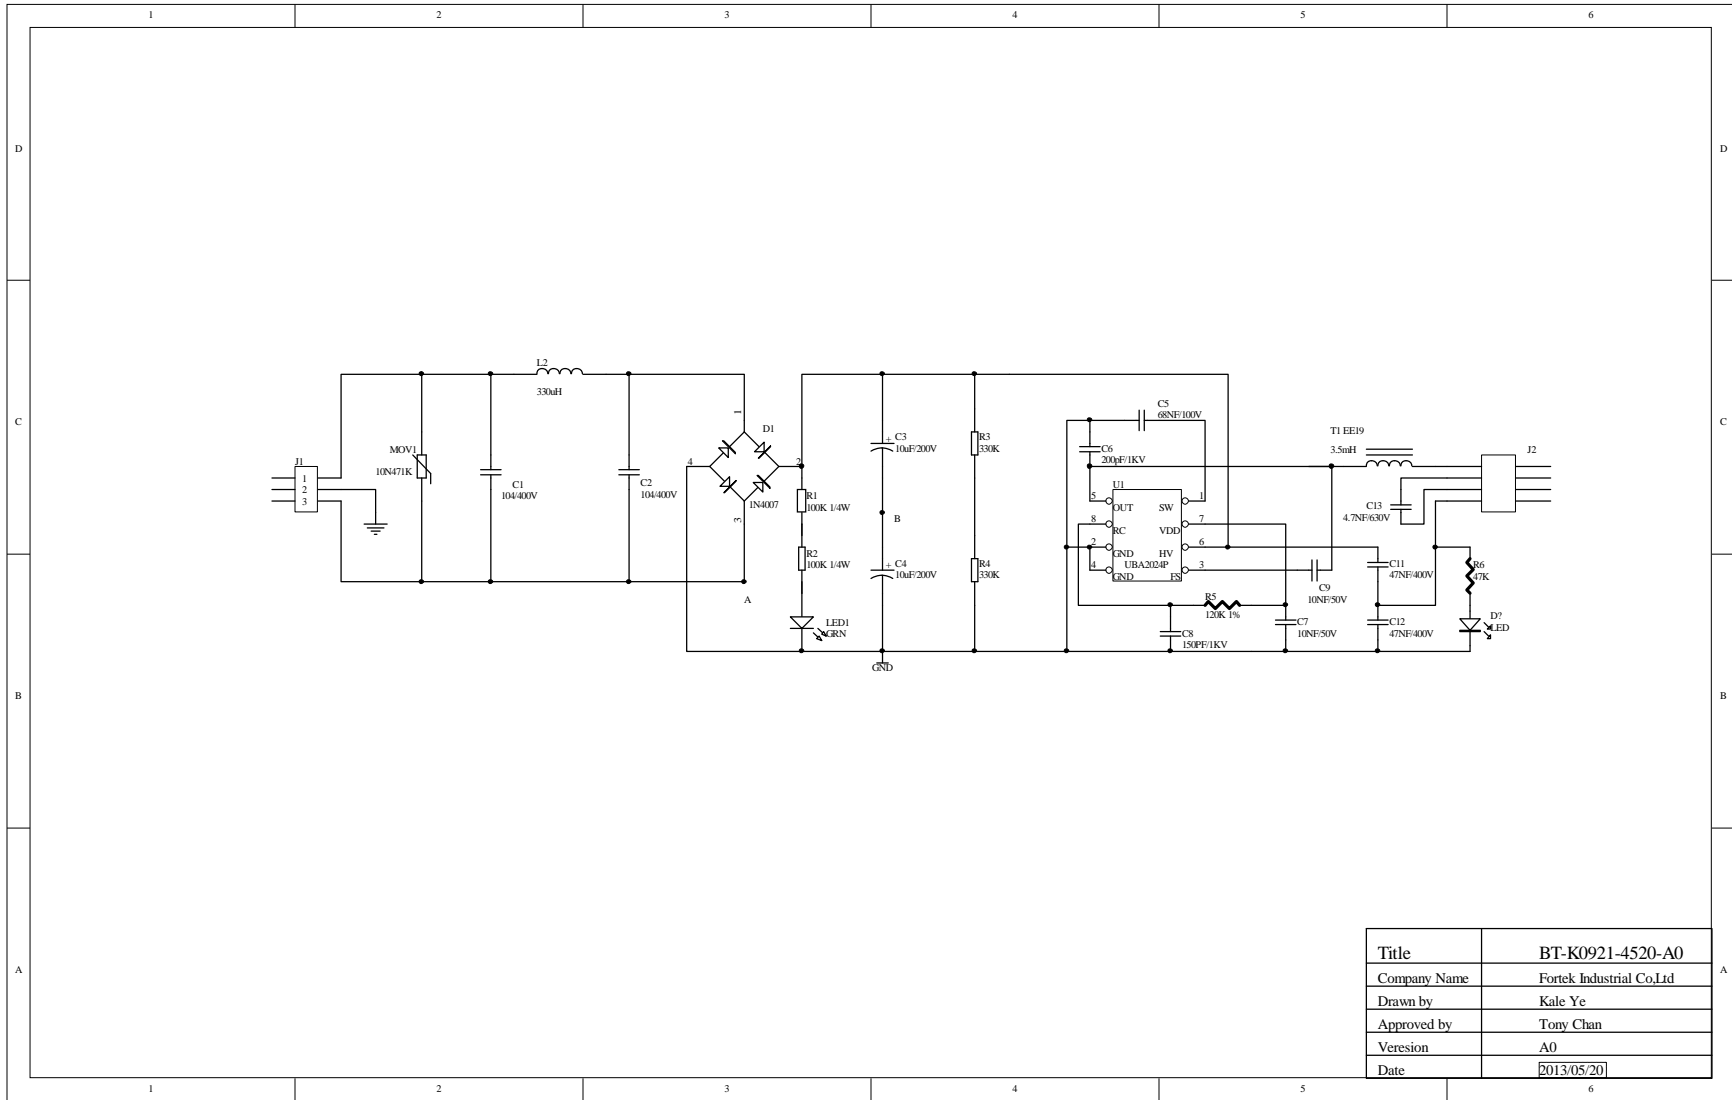 1 2 3 4 5 6
D D
C C
B B
A A
1 2 3 4 5 6
J1
1
2
3
MOV1
10N471K
C1
104/400V
L2
330uH
C2
104/400V
1
D1
4
2
3
1N4007
A
R1
100K 1/4W
R2
100K 1/4W
LED1
GRN
C3
+
10uF/200V
B
C4
+
10uF/200V
GND
R3
330K
R4
330K
C5
68NF/100V
C6
200pF/1KV
U1
5 OUT SW 1
8 RC VDD 7
2 GND HV 6
UBA2024P
4 GND FS 3
R5
120K 1%
C8
150PF/1KV
C7
10NF/50V
C9
10NF/50V
T1 EE19
3.5mH
J2
C13
4.7NF/630V
C11
47NF/400V
C12
47NF/400V
R6
47K
D?
LED
Title BT-K0921-4520-A0
Company Name Fortek Industrial Co,Ltd
Drawn by Kale Ye
Approved by Tony Chan
Veresion A0
Date 2013/05/20